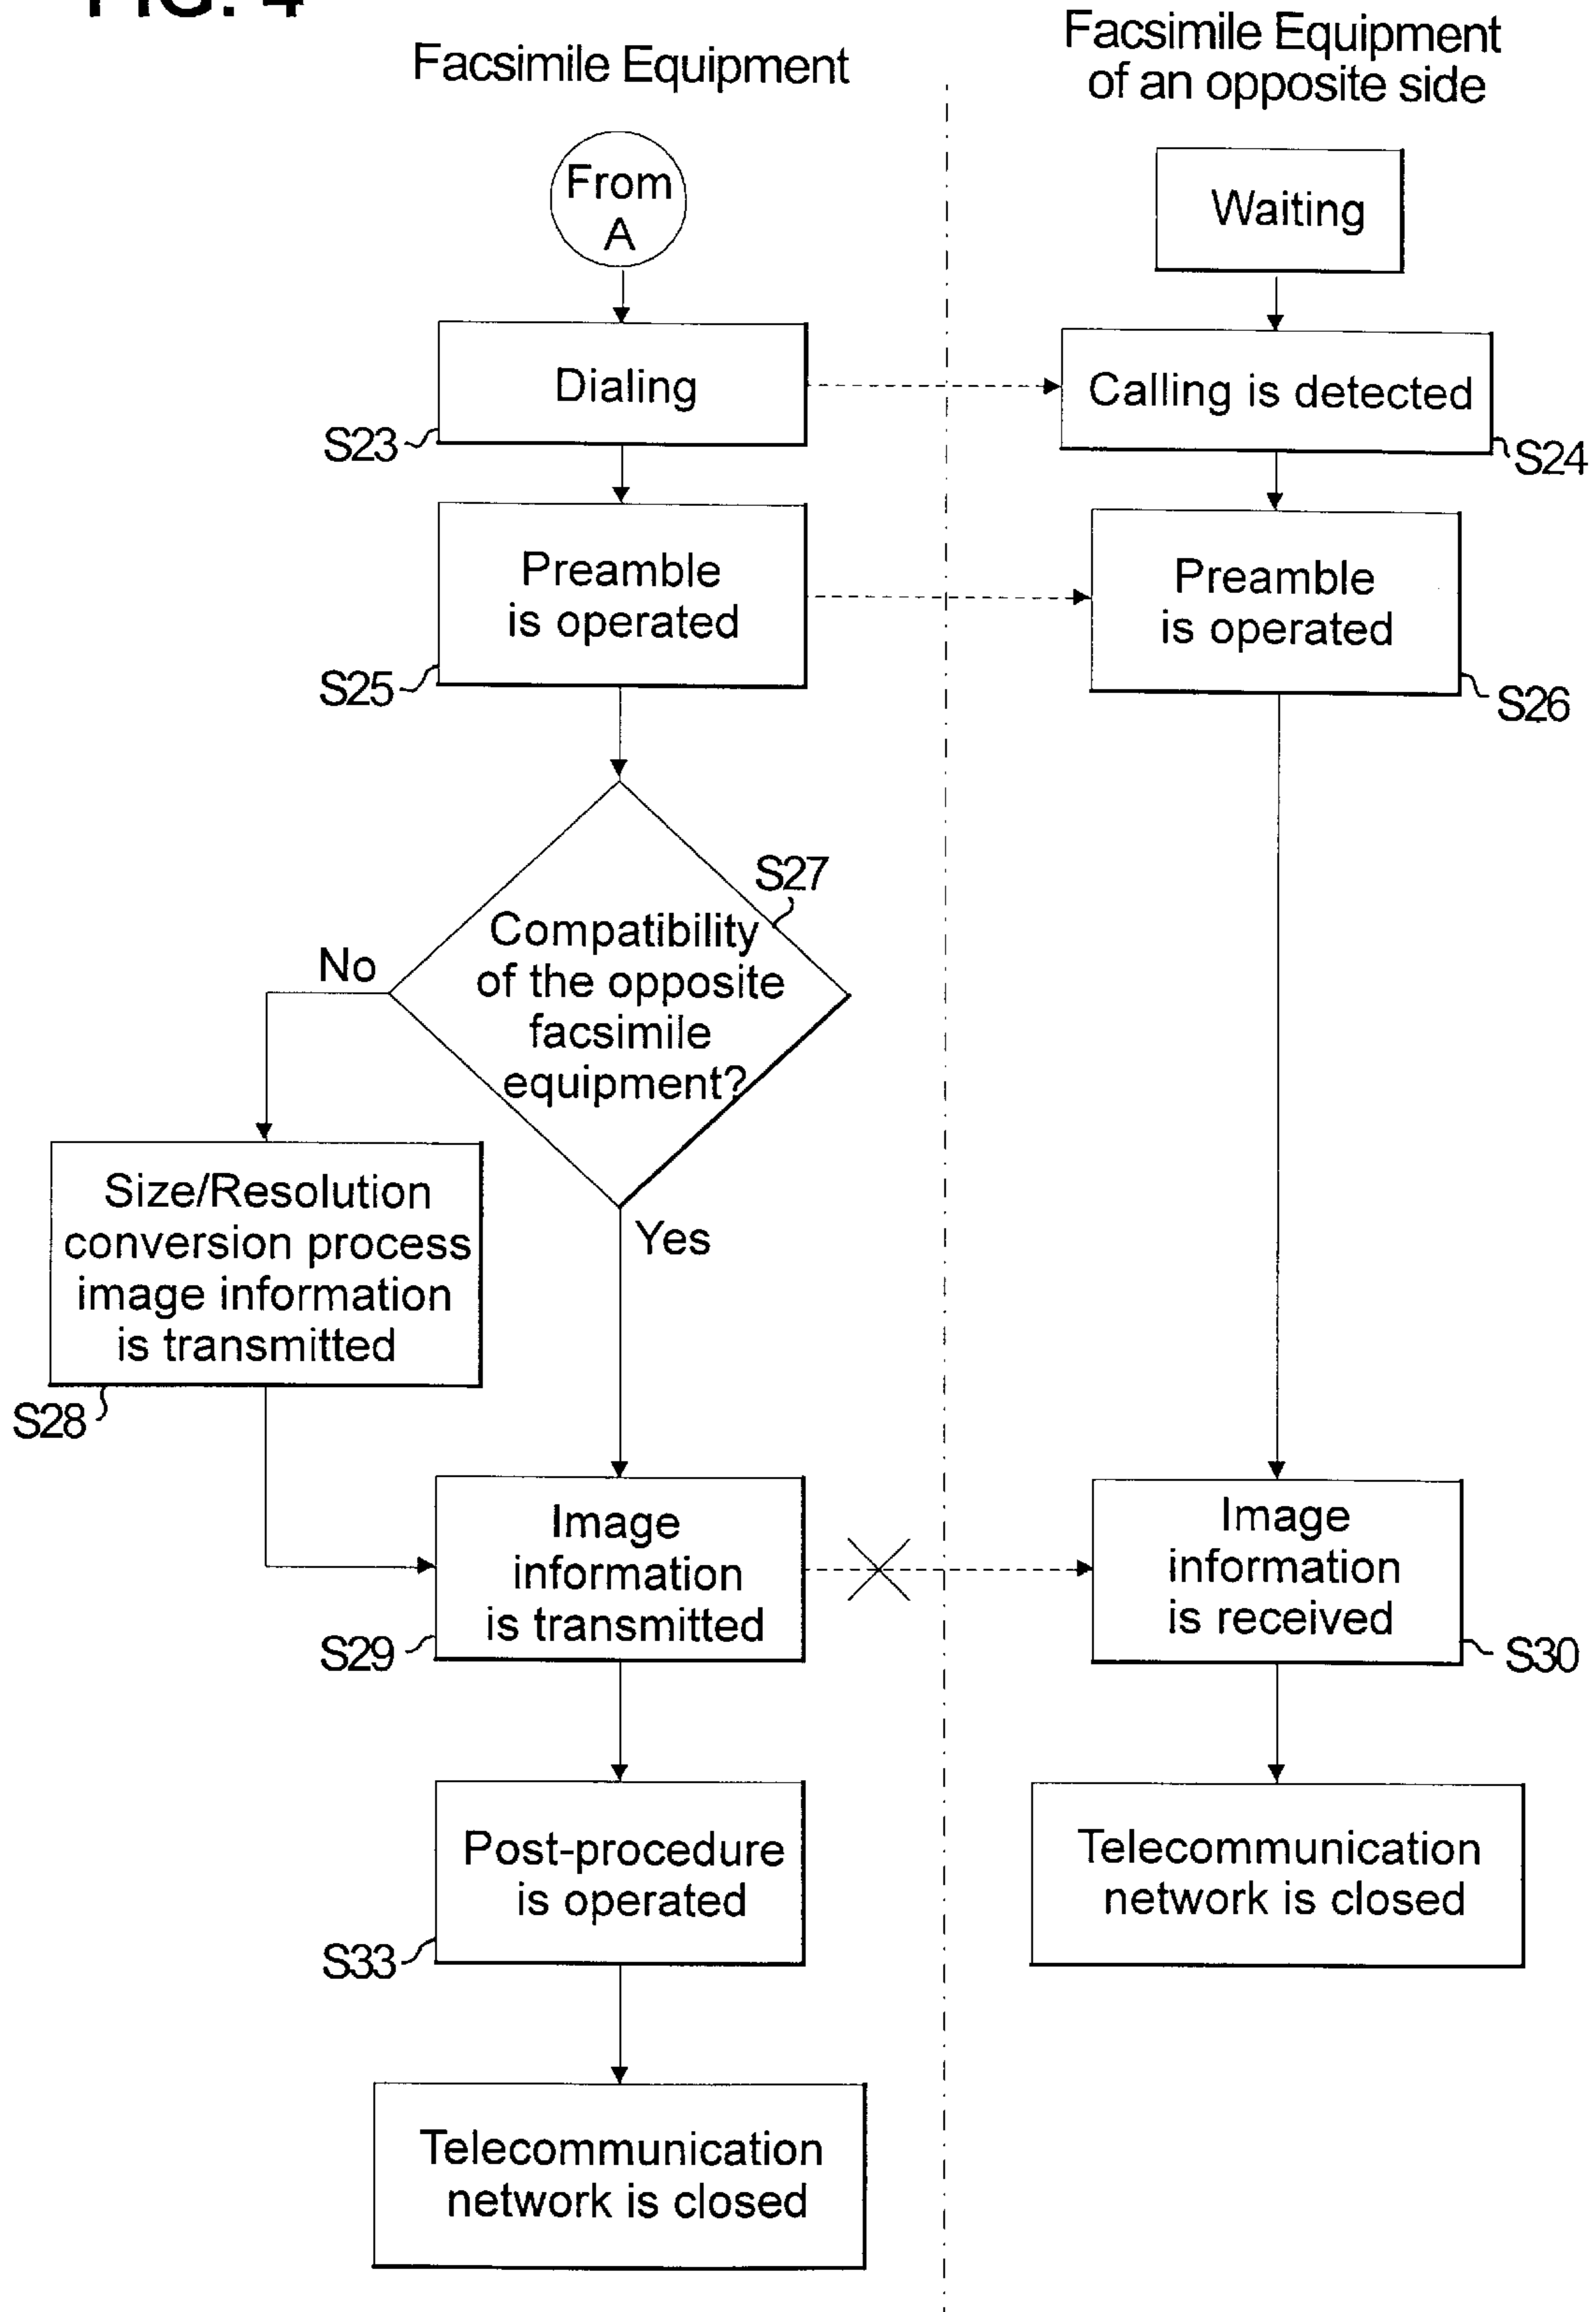 FIG. 4
Facsimile Equipment
Facsimile Equipment
of an opposite side
From
A
Waiting
Dialing
S23
Calling is detected
S24
Preamble
is operated
S25
Preamble
is operated
S26
S27
Compatibility
of the opposite
facsimile
equipment?
No
Yes
Size/Resolution
conversion process
image information
is transmitted
S28
Image
information
is transmitted
S29
Image
information
is received
S30
Post-procedure
is operated
S33
Telecommunication
network is closed
Telecommunication
network is closed